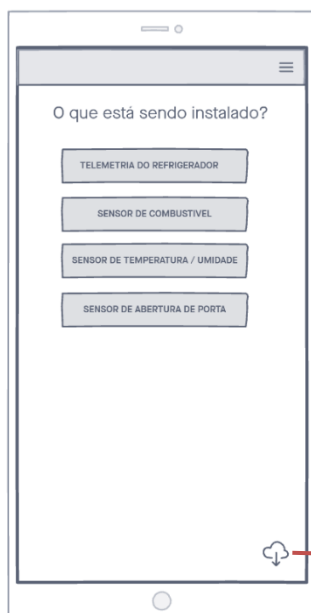 O que está sendo instalado?
TELEMETRIA DO REFRIGERADOR
SENSOR DE COMBUSTIVEL
SENSOR DE TEMPERATURA / UMIDADE
SENSOR DE ABERTURA DE PORTA